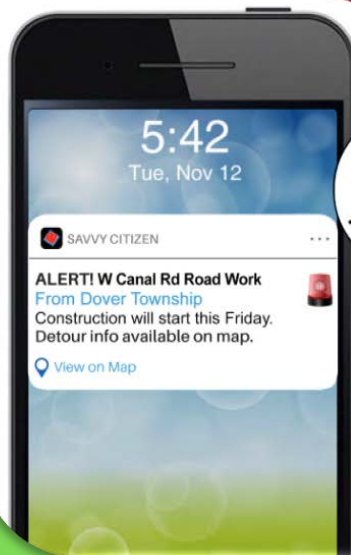 5:42
Tue, Nov 12
SAVVY CITIZEN
ALERT! W Canal Rd Road Work
From Dover Township
Construction will start this Friday.
Detour info available on map.
View on Map